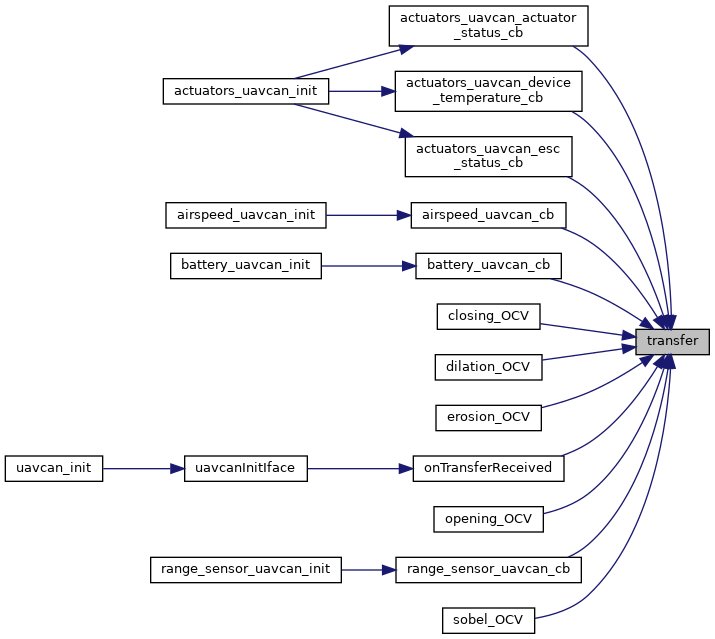 actuators_uavcan_actuator
_status_cb
actuators_uavcan_init
actuators_uavcan_device
_temperature_cb
actuators_uavcan_esc
_status_cb
airspeed_uavcan_init
airspeed_uavcan_cb
battery_uavcan_init
battery_uavcan_cb
closing_OCV
transfer
dilation_OCV
erosion_OCV
uavcan_init
uavcanInitIface
onTransferReceived
opening_OCV
range_sensor_uavcan_init
range_sensor_uavcan_cb
sobel_OCV